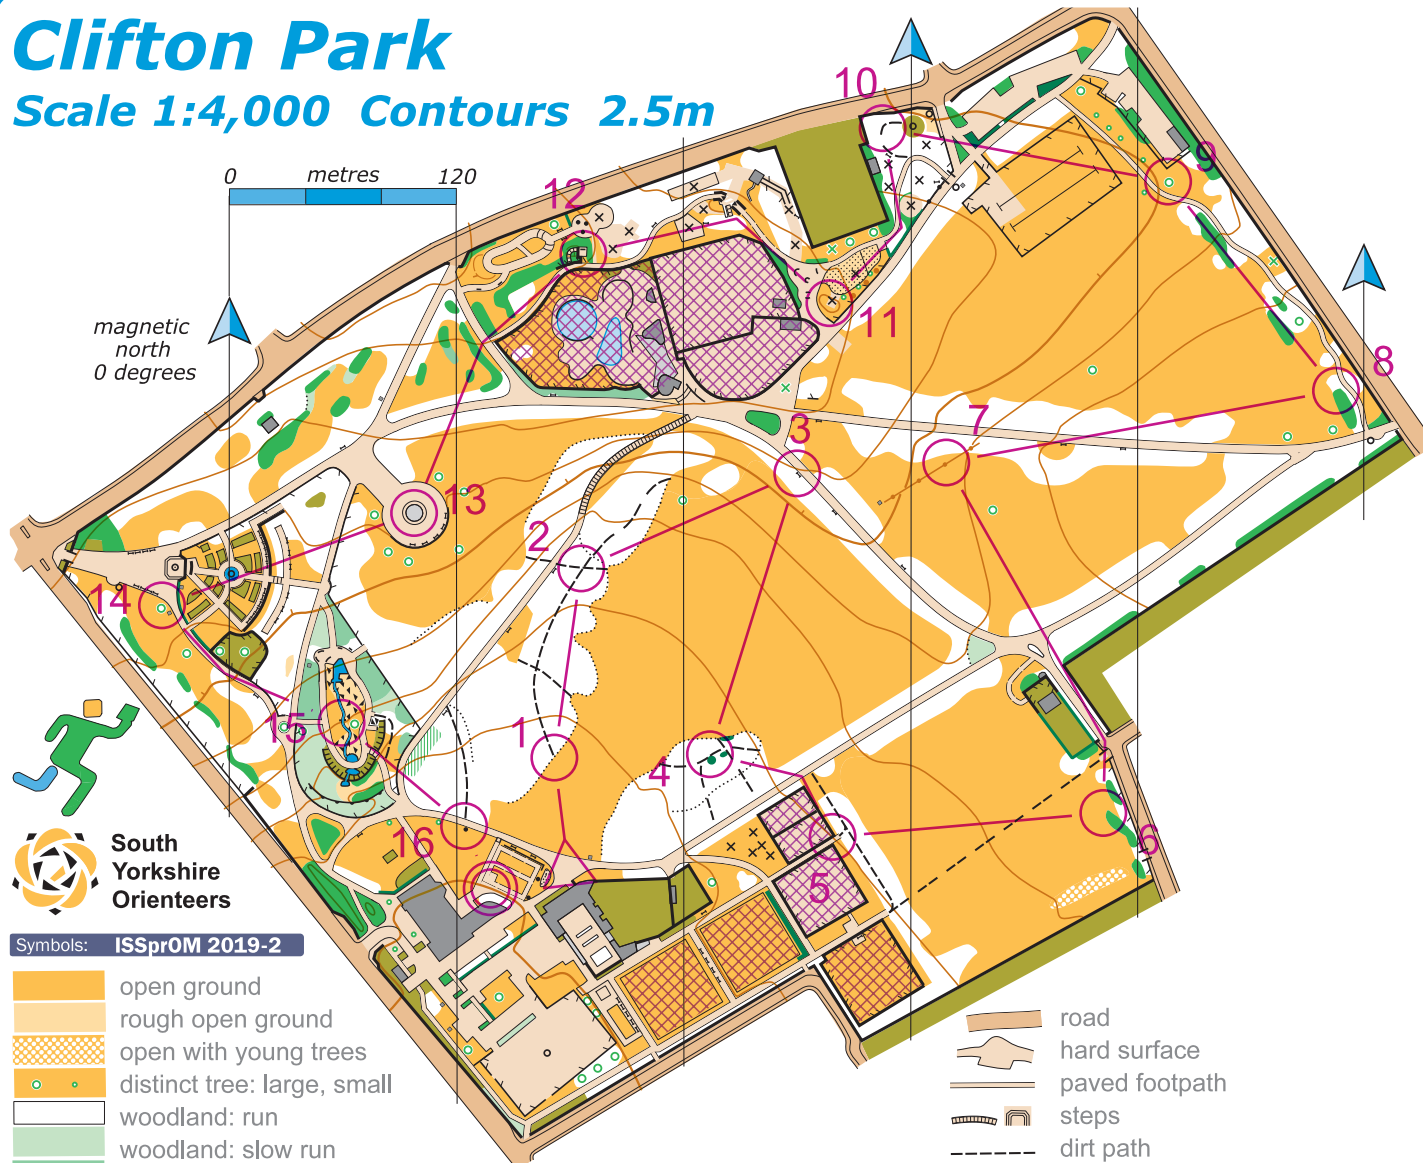 Clifton Park
Scale 1:4,000 Contours 2.5m
0 metres 120
magnetic
north
0 degrees
10
9
12
11
8
3
7
13
2
14
15
1
4
16
5
6
South
Yorkshire
Orienteers
Symbols: ISSprOM 2019-2
open ground
rough open ground
open with young trees
distinct tree: large, small
woodland: run
woodland: slow run
road
hard surface
paved footpath
steps
dirt path